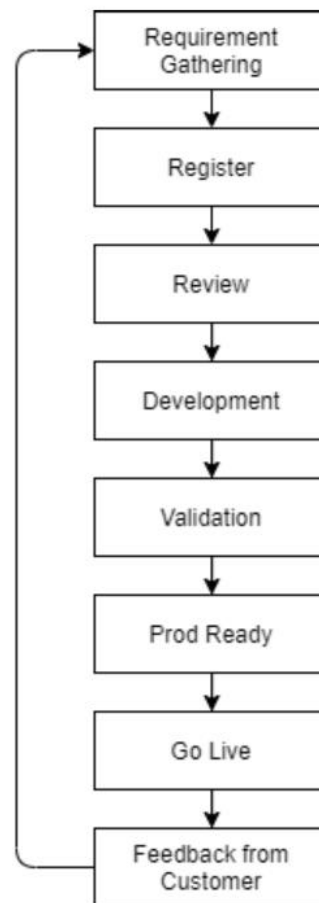 Requirement
Gathering
Register
Review
Development
Validation
Prod Ready
Go Live
Feedback from
Customer